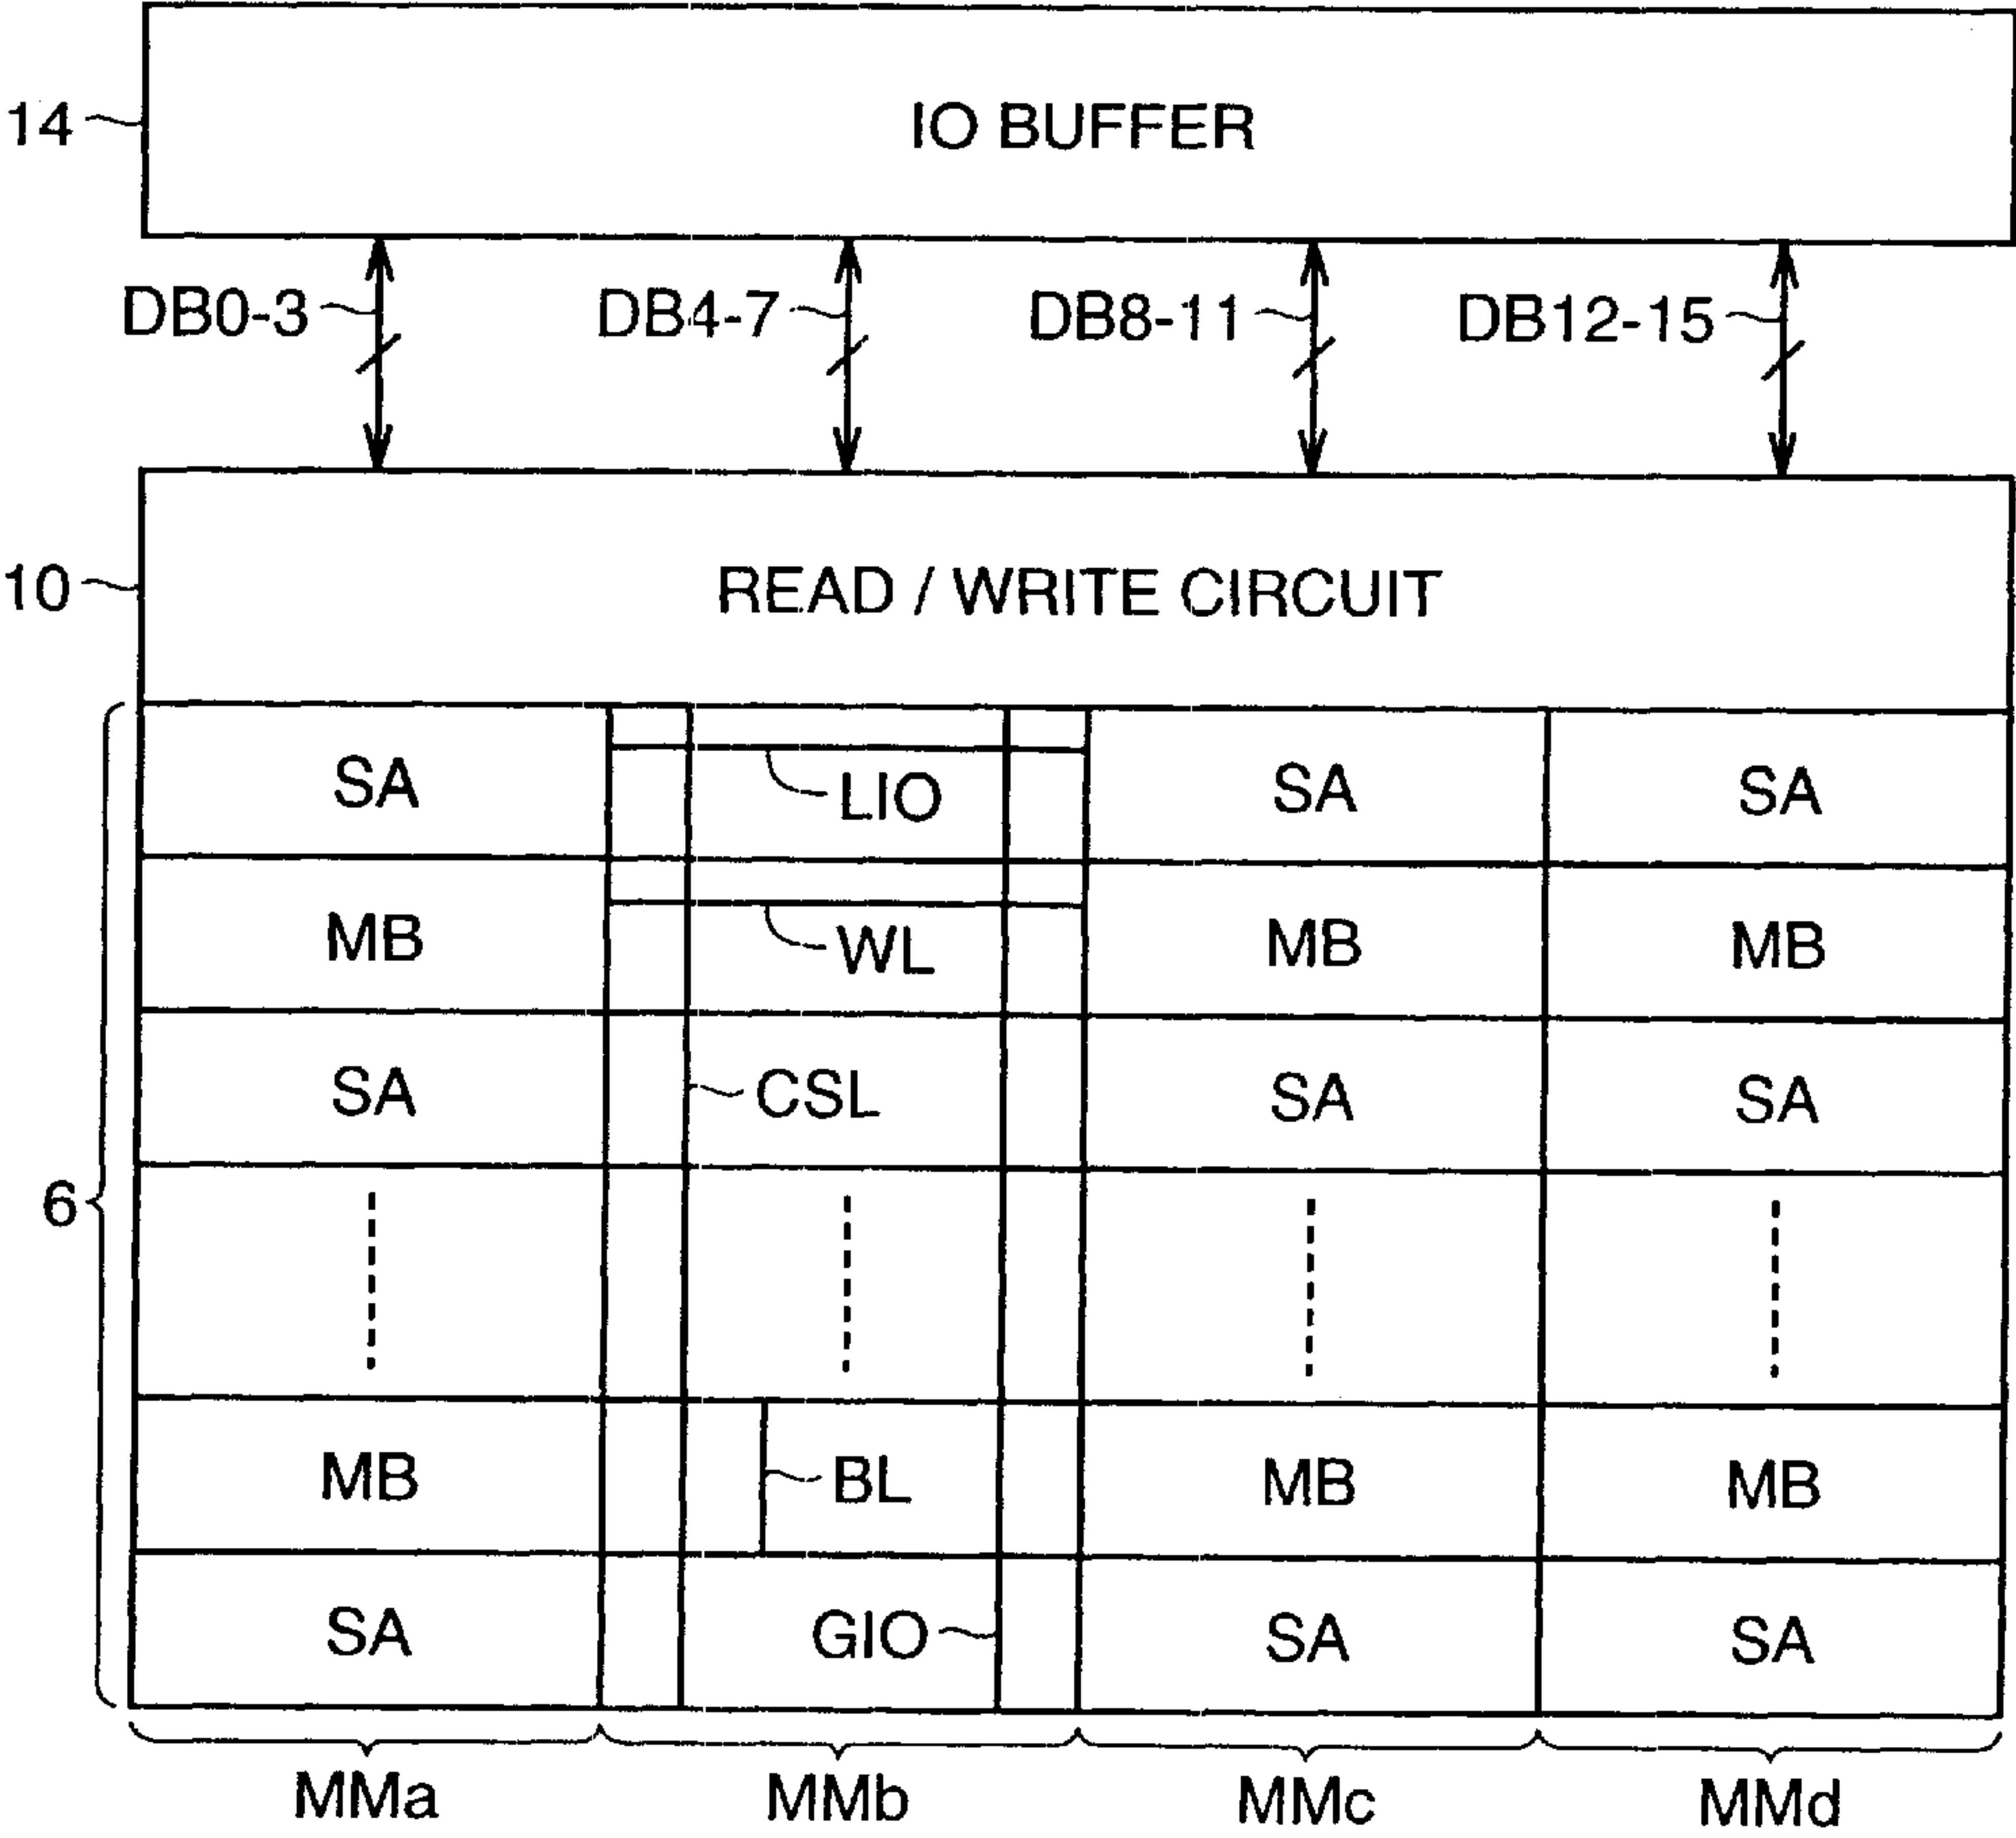 14
IO BUFFER
DB0-3 DB4-7 DB8-11 DB12-15
10
READ / WRITE CIRCUIT
SA LIO SA SA
MB WL MB MB
SA CSL SA SA
6
MB BL MB MB
SA GIO SA SA
MMa MMb MMc MMd